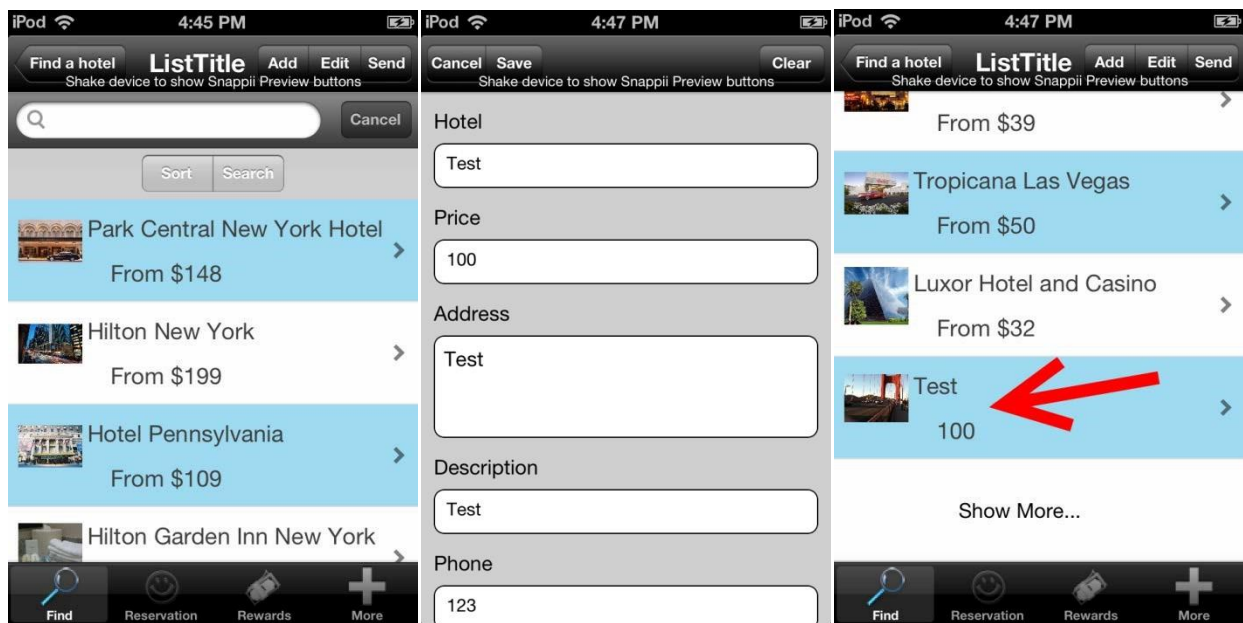 iPod 4:45 PM
Find a hotel ListTitle Add Edit Send
Shake device to show Snappii Preview buttons
Cancel
Sort Search
Park Central New York Hotel
From $148
Hilton New York
From $199
Hotel Pennsylvania
From $109
Hilton Garden Inn New York
Find Reservation Rewards More
iPod 4:47 PM
Cancel Save Clear
Shake device to show Snappii Preview buttons
Hotel
Test
Price
100
Address
Test
Description
Test
Phone
123
iPod 4:47 PM
Find a hotel ListTitle Add Edit Send
Shake device to show Snappii Preview buttons
From $39
Tropicana Las Vegas
From $50
Luxor Hotel and Casino
From $32
Test
100
Show More...
Find Reservation Rewards More